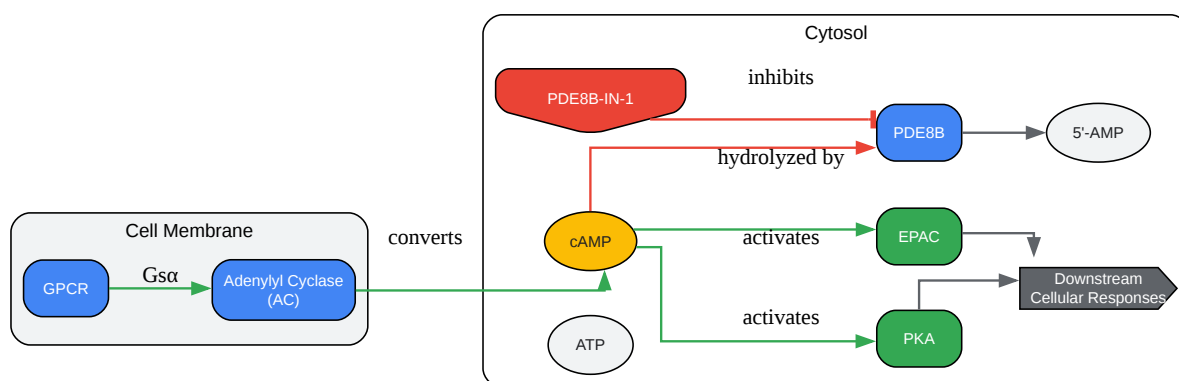 Cytosol
PDE8B-IN-1
inhibits
PDE8B
5'-AMP
hydrolyzed by
Cell Membrane
converts
cAMP
activates
EPAC
GPCR
Gsα
Adenylyl Cyclase
(AC)
Downstream
Cellular Responses
activates
ATP
PKA